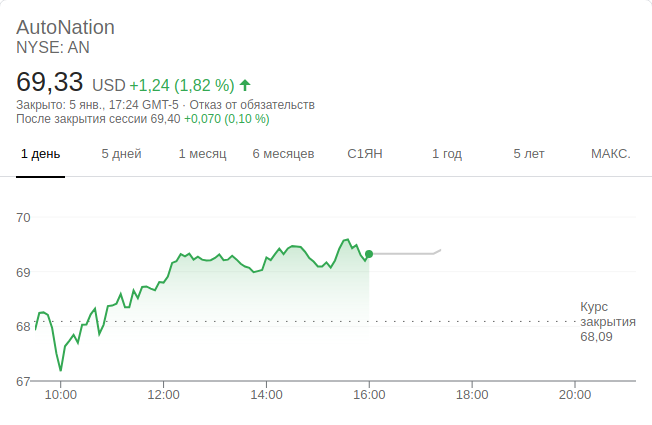 AutoNation
NYSE: AN
69,33 USD +1,24 (1,82 %)
Закрыто: 5 янв., 17:24 GMT-5 · Отказ от обязательств
После закрытия сессии 69,40 +0,070 (0,10 %)
1 день 5 дней 1 месяц 6 месяцев С1ЯН 1 год 5 лет МАКС.
70
69
68
67
Курс
закрытия
68,09
10:00 12:00 14:00 16:00 18:00 20:00